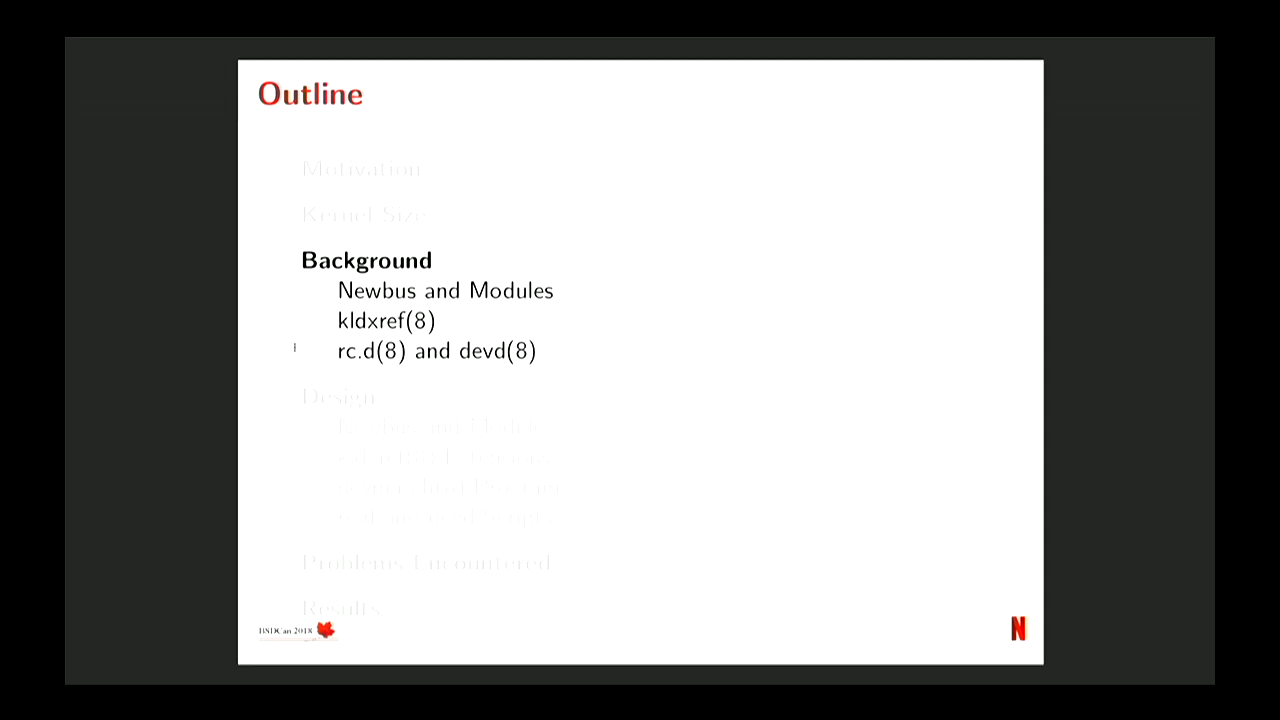 Outline
Motivation
Kernel Size
Background
Newbus and Modules
kldxref(8)
rc.d(8) and devd(8)
Design
Problems Encountered
Results
BSDCan 2018
N